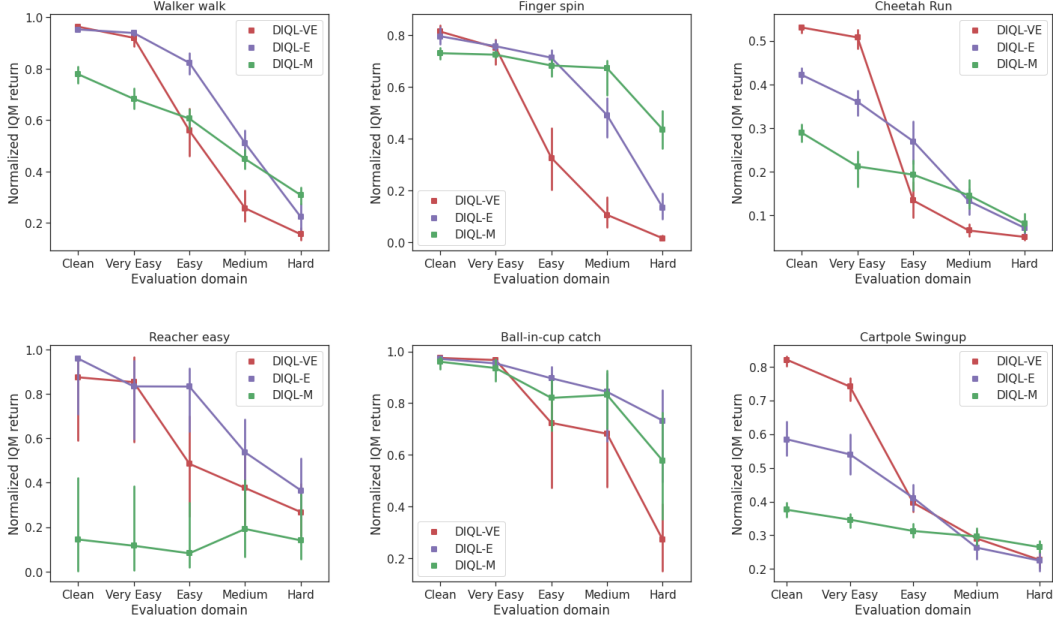 Walker walk
Normalized IQM return
1.0
0.8
0.6
0.4
0.2
DIQL-VE
DIQL-E
DIQL-M
Clean
Very Easy
Easy
Medium
Hard
Evaluation domain
Finger spin
Normalized IQM return
0.8
0.6
0.4
0.2
0.0
DIQL-VE
DIQL-E
DIQL-M
Clean
Very Easy
Easy
Medium
Hard
Evaluation domain
Cheetah Run
Normalized IQM return
0.5
0.4
0.3
0.2
0.1
DIQL-VE
DIQL-E
DIQL-M
Clean
Very Easy
Easy
Medium
Hard
Evaluation domain
Reacher easy
Normalized IQM return
1.0
0.8
0.6
0.4
0.2
0.0
DIQL-VE
DIQL-E
DIQL-M
Clean
Very Easy
Easy
Medium
Hard
Evaluation domain
Ball-in-cup catch
Normalized IQM return
1.0
0.8
0.6
0.4
0.2
DIQL-VE
DIQL-E
DIQL-M
Clean
Very Easy
Easy
Medium
Hard
Evaluation domain
Cartpole Swingup
Normalized IQM return
0.8
0.7
0.6
0.5
0.4
0.3
0.2
DIQL-VE
DIQL-E
DIQL-M
Clean
Very Easy
Easy
Medium
Hard
Evaluation domain